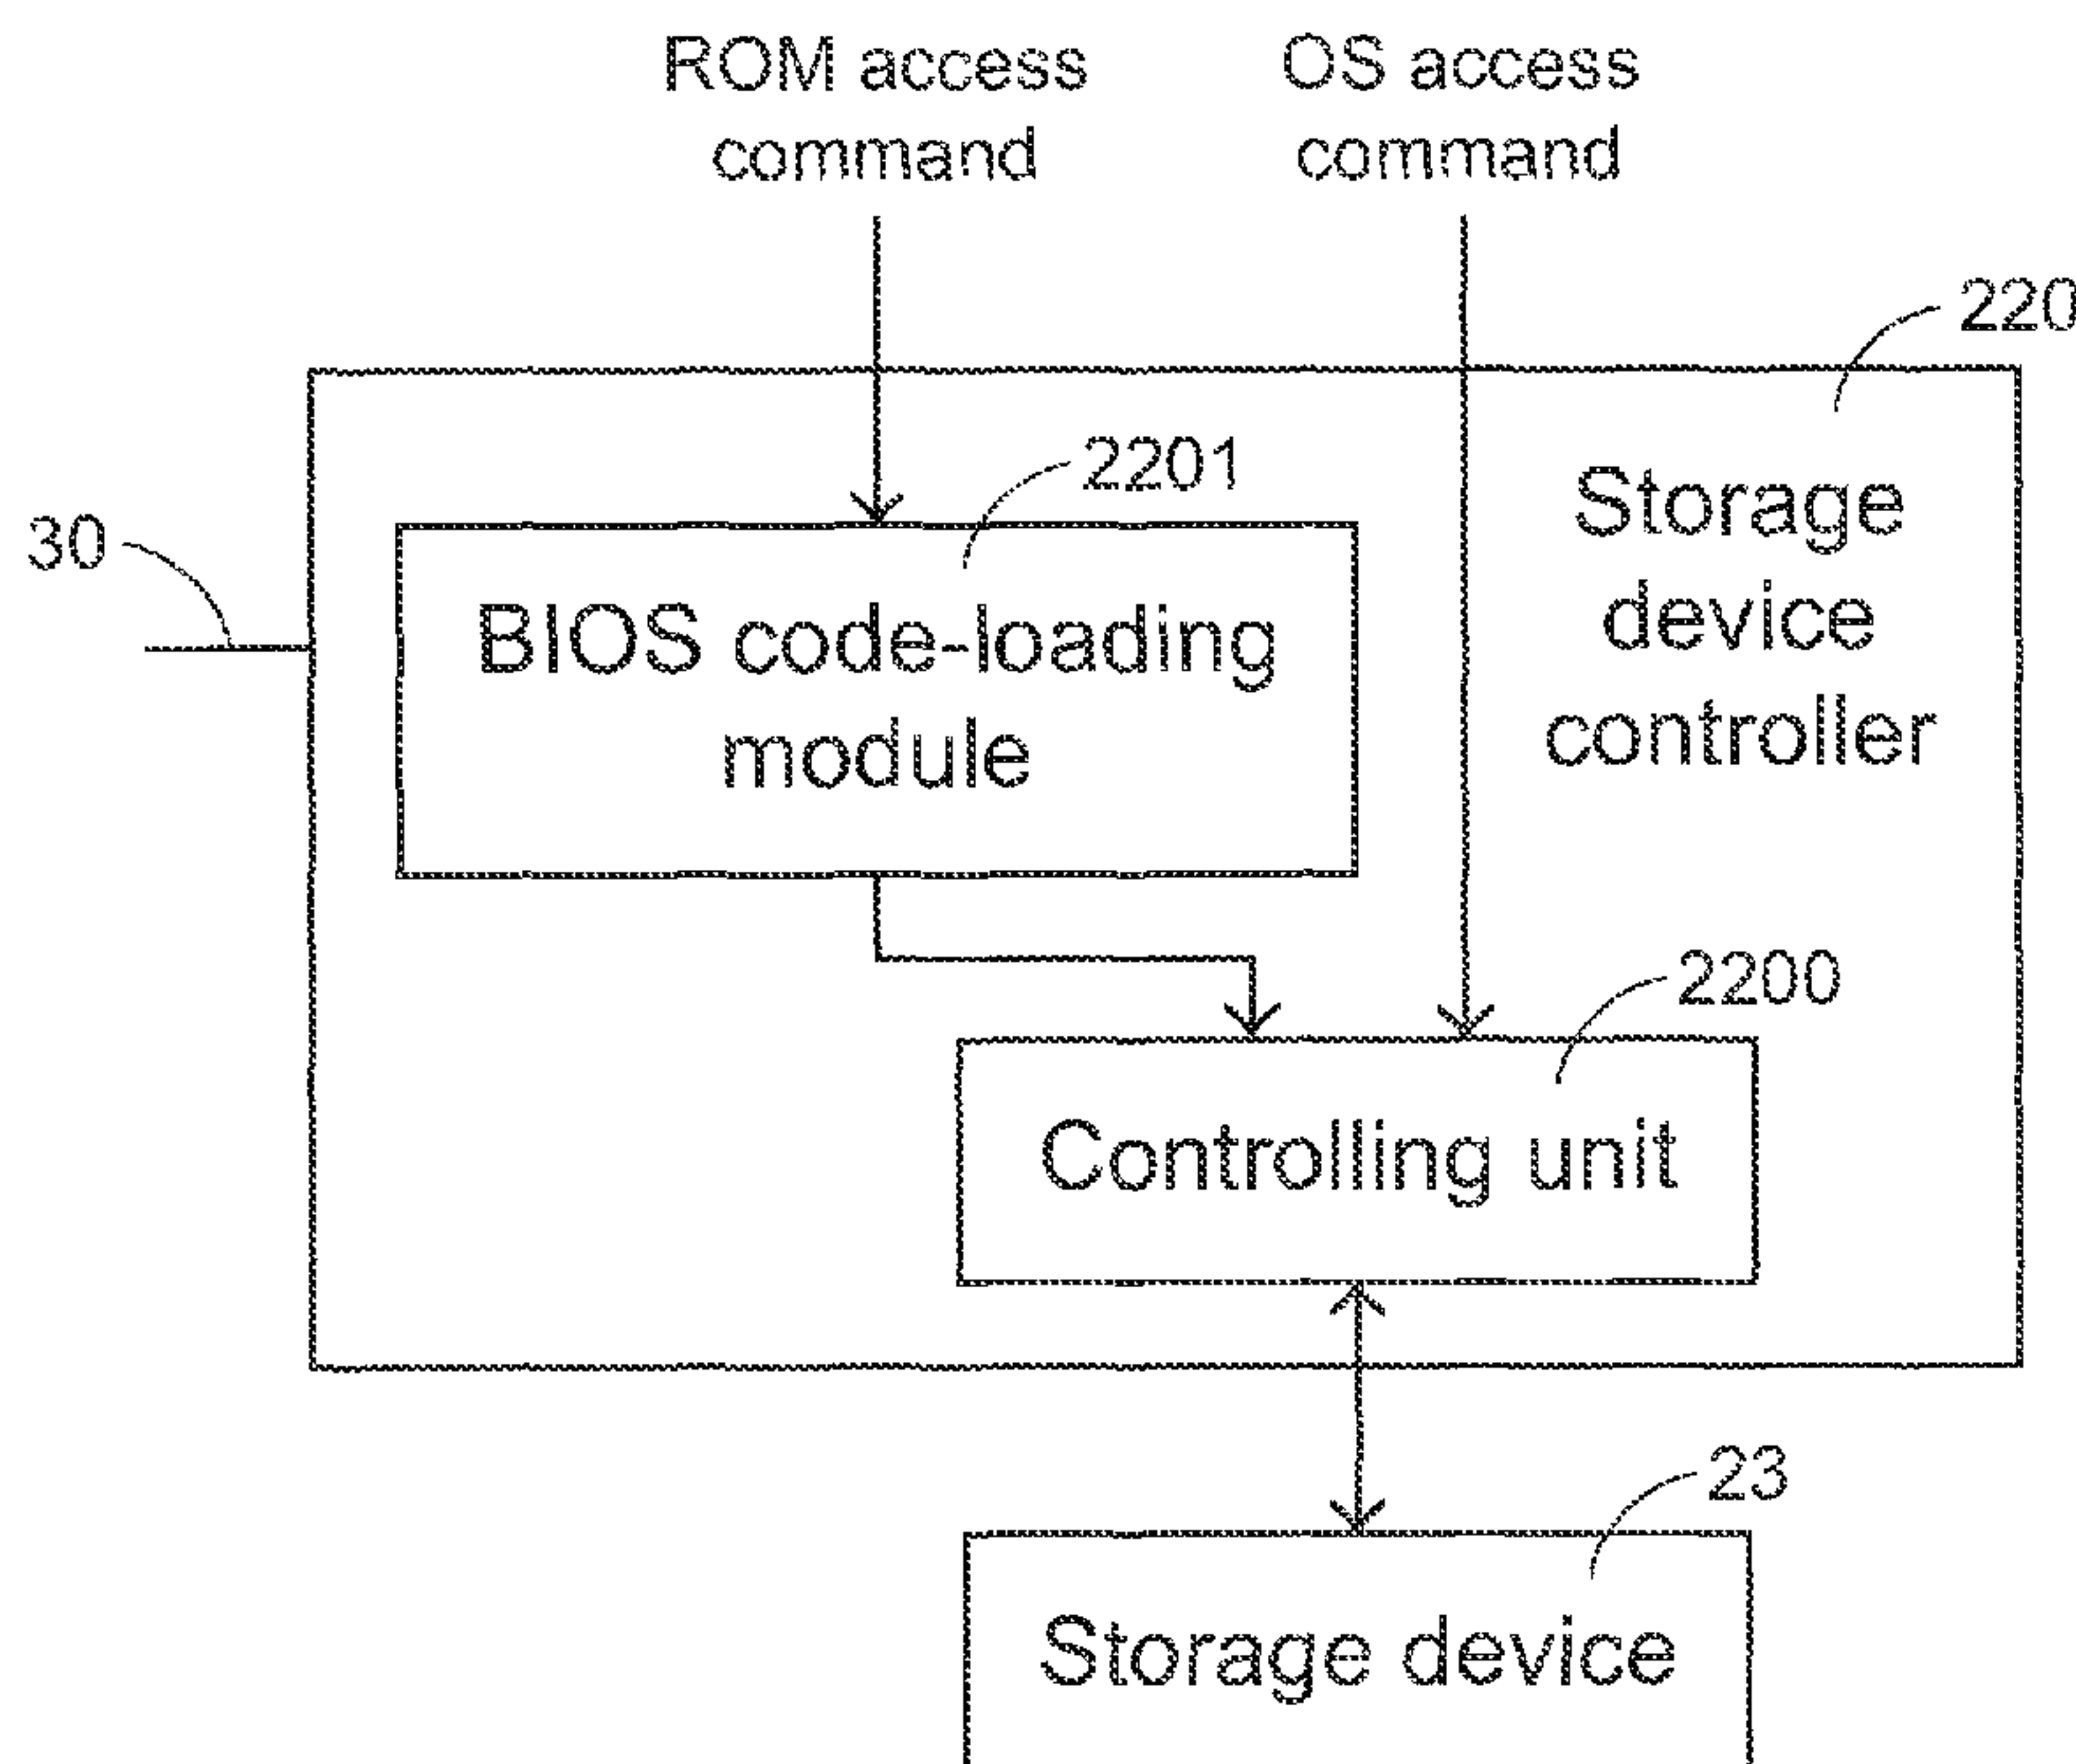 ROM access
command
OS access
command
220
2201
30
Storage
device
controller
BIOS code-loading
module
2200
Controlling unit
23
Storage device